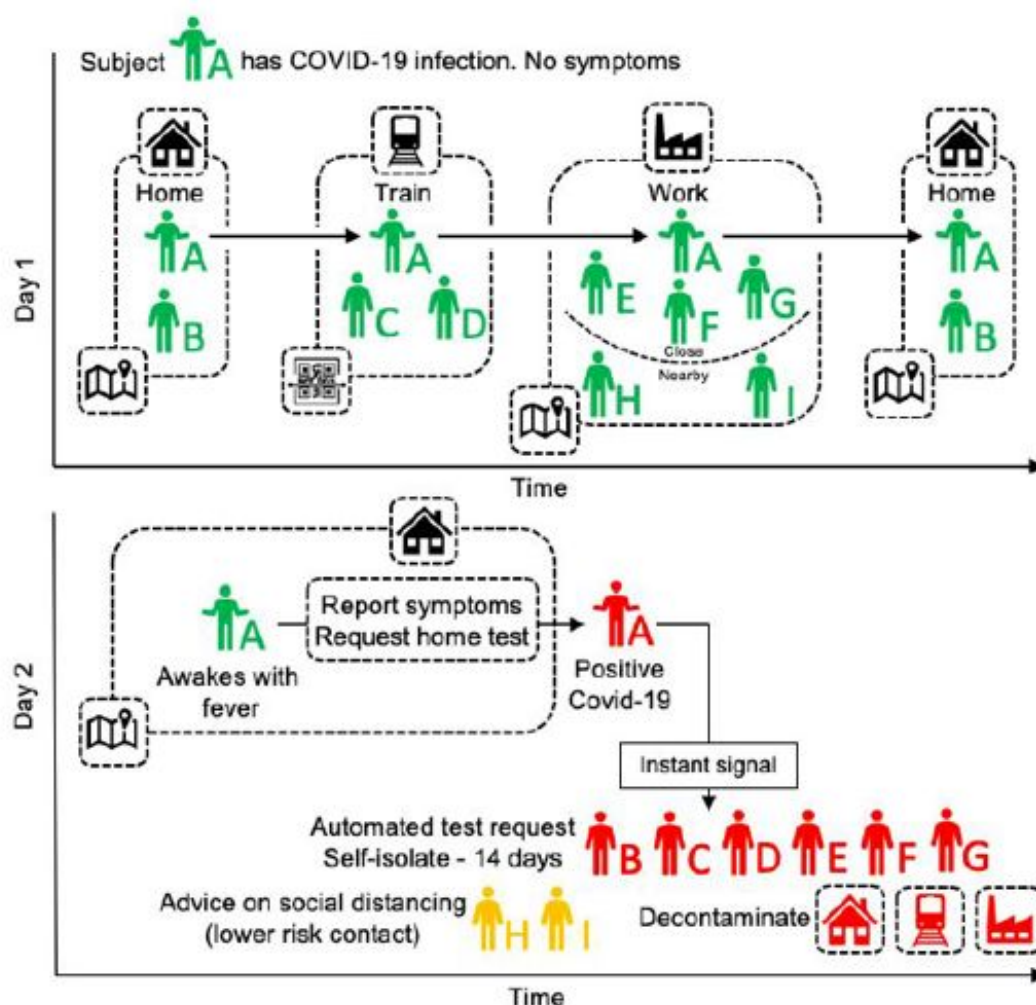 Subject A has COVID-19 infection. No symptoms
Home
Train
Work
Home
A
A
A
A
B
C
D
E
F
G
B
Close
Nearby
H
I
Day 1
Time
A
Report symptoms
Request home test
A
Awakes with
fever
Positive
Covid-19
Day 2
Instant signal
Automated test request
Self-isolate - 14 days
B C D E F G
Advice on social distancing
(lower risk contact)
H I
Decontaminate
Time